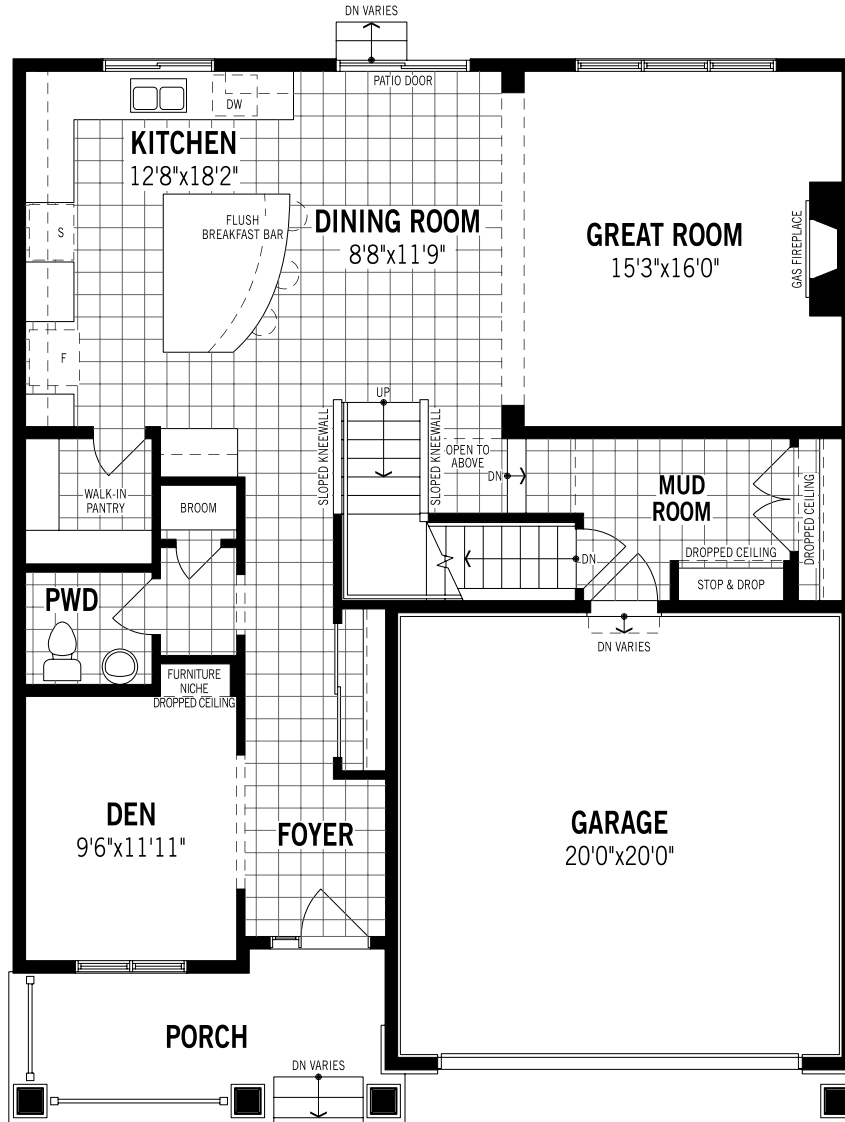 DN VARIES
PATIO DOOR
DW
KITCHEN
12'8"x18'2"
S
FLUSH
BREAKFAST BAR
DINING ROOM
8'8"x11'9"
GREAT ROOM
15'3"x16'0"
GAS FIREPLACE
F
UP
SLOPED KNEEWALL
SLOPED KNEEWALL
OPEN TO
ABOVE
DN
MUD
ROOM
DROPPED CEILING
WALK-IN
PANTRY
BROOM
DN
DROPPED CEILING
STOP & DROP
PWD
DN VARIES
FURNITURE
NICHE
DROPPED CEILING
DEN
9'6"x11'11"
FOYER
GARAGE
20'0"x20'0"
PORCH
DN VARIES